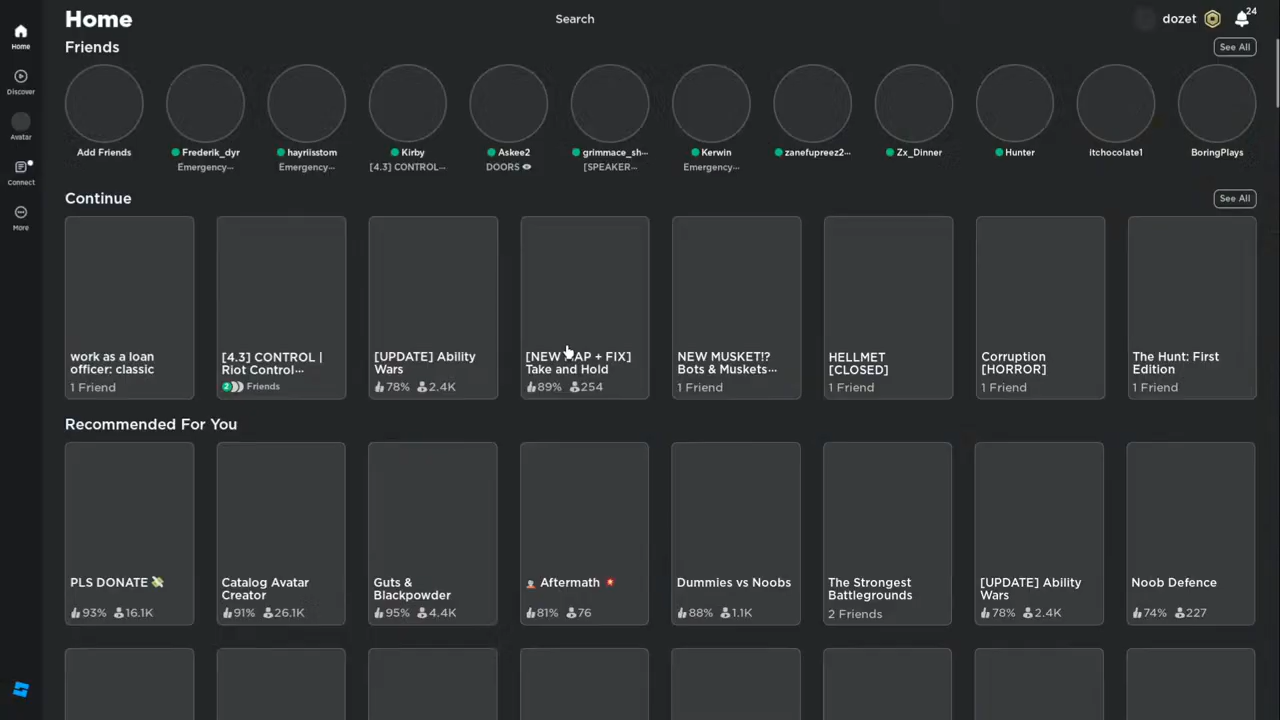 Home
Search
dozet
24
Home
Discover
Avatar
Connect
More
Friends
See All
Add Friends
Frederik_dyr
Emergency...
hayriisstom
Emergency...
Kirby
[4.3] CONTROL...
Askee2
DOORS
grimmace_sh...
[SPEAKER...
Kerwin
Emergency...
zanefupreez2...
Zx_Dinner
Hunter
itchocolate1
BoringPlays
Continue
See All
work as a loan
officer: classic
1 Friend
[4.3] CONTROL |
Riot Control...
2 Friends
[UPDATE] Ability
Wars
78% 2.4K
[NEW MAP + FIX]
Take and Hold
89% 254
NEW MUSKET!?
Bots & Muskets...
1 Friend
HELLMET
[CLOSED]
1 Friend
Corruption
[HORROR]
1 Friend
The Hunt: First
Edition
1 Friend
Recommended For You
PLS DONATE 💸
93% 16.1K
Catalog Avatar
Creator
91% 26.1K
Guts &
Blackpowder
95% 4.4K
Aftermath
81% 76
Dummies vs Noobs
88% 1.1K
The Strongest
Battlegrounds
2 Friends
[UPDATE] Ability
Wars
78% 2.4K
Noob Defence
74% 227